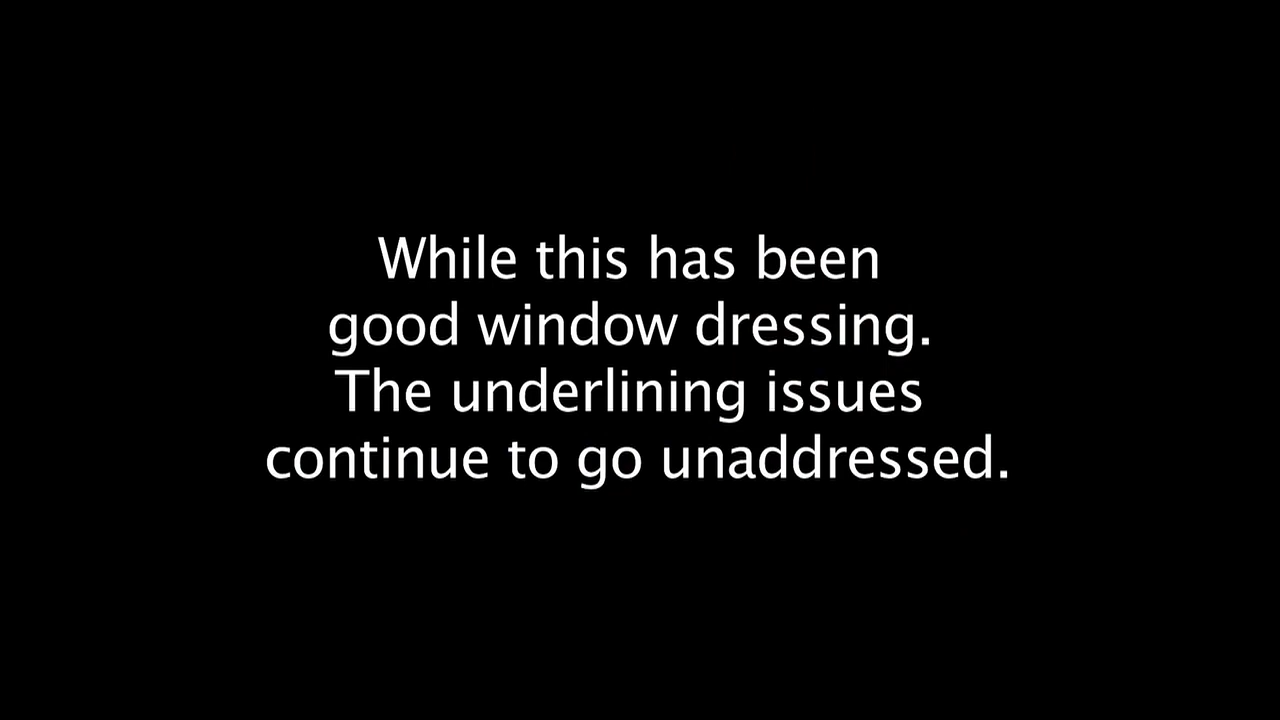 While this has been
good window dressing.
The underlining issues
continue to go unaddressed.